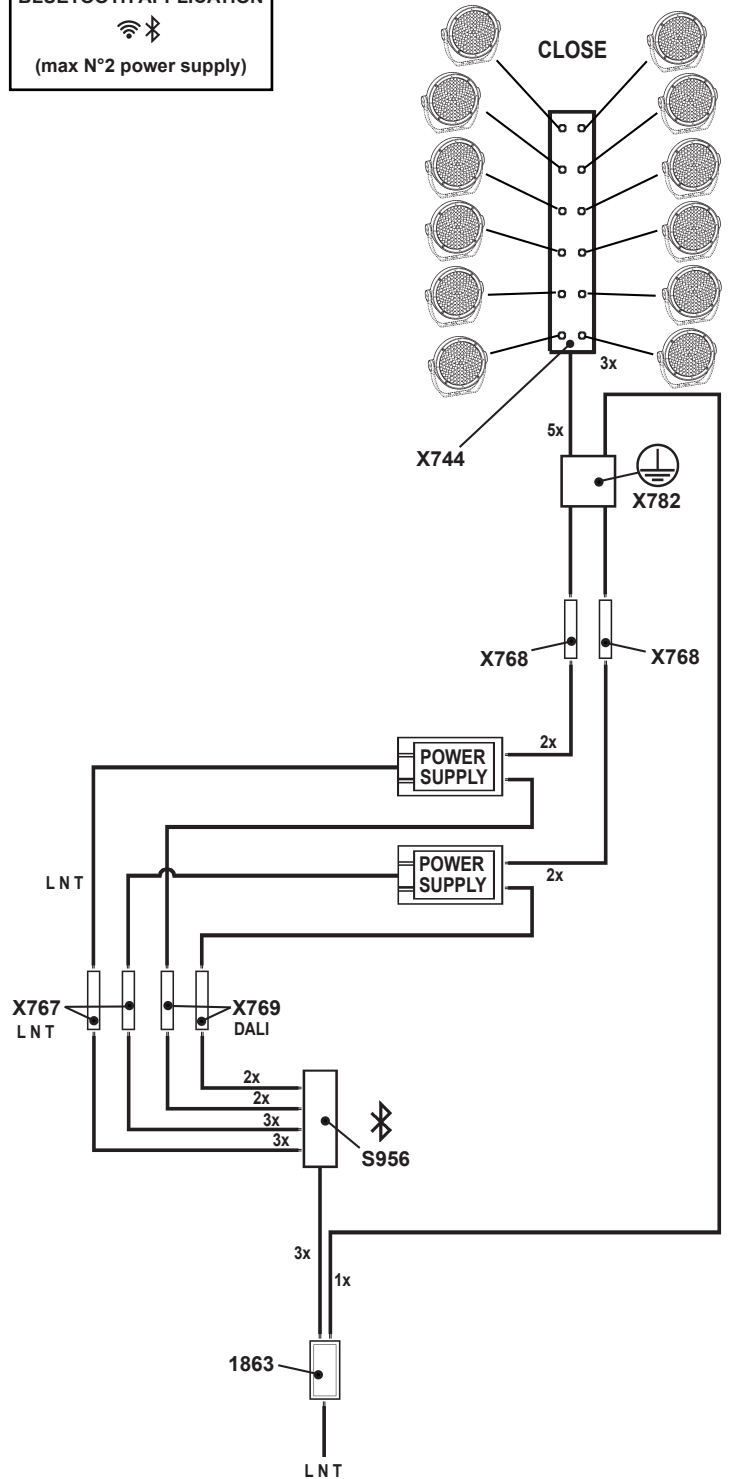 BLUETOOTH APPLICATION
(max N°2 power supply)
CLOSE
3x
5x
X744
X782
X768
X768
2x
POWER
SUPPLY
POWER
SUPPLY
2x
L N T
X767
L N T
X769
DALI
2x
2x
3x
3x
S956
3x
1x
1863
L N T